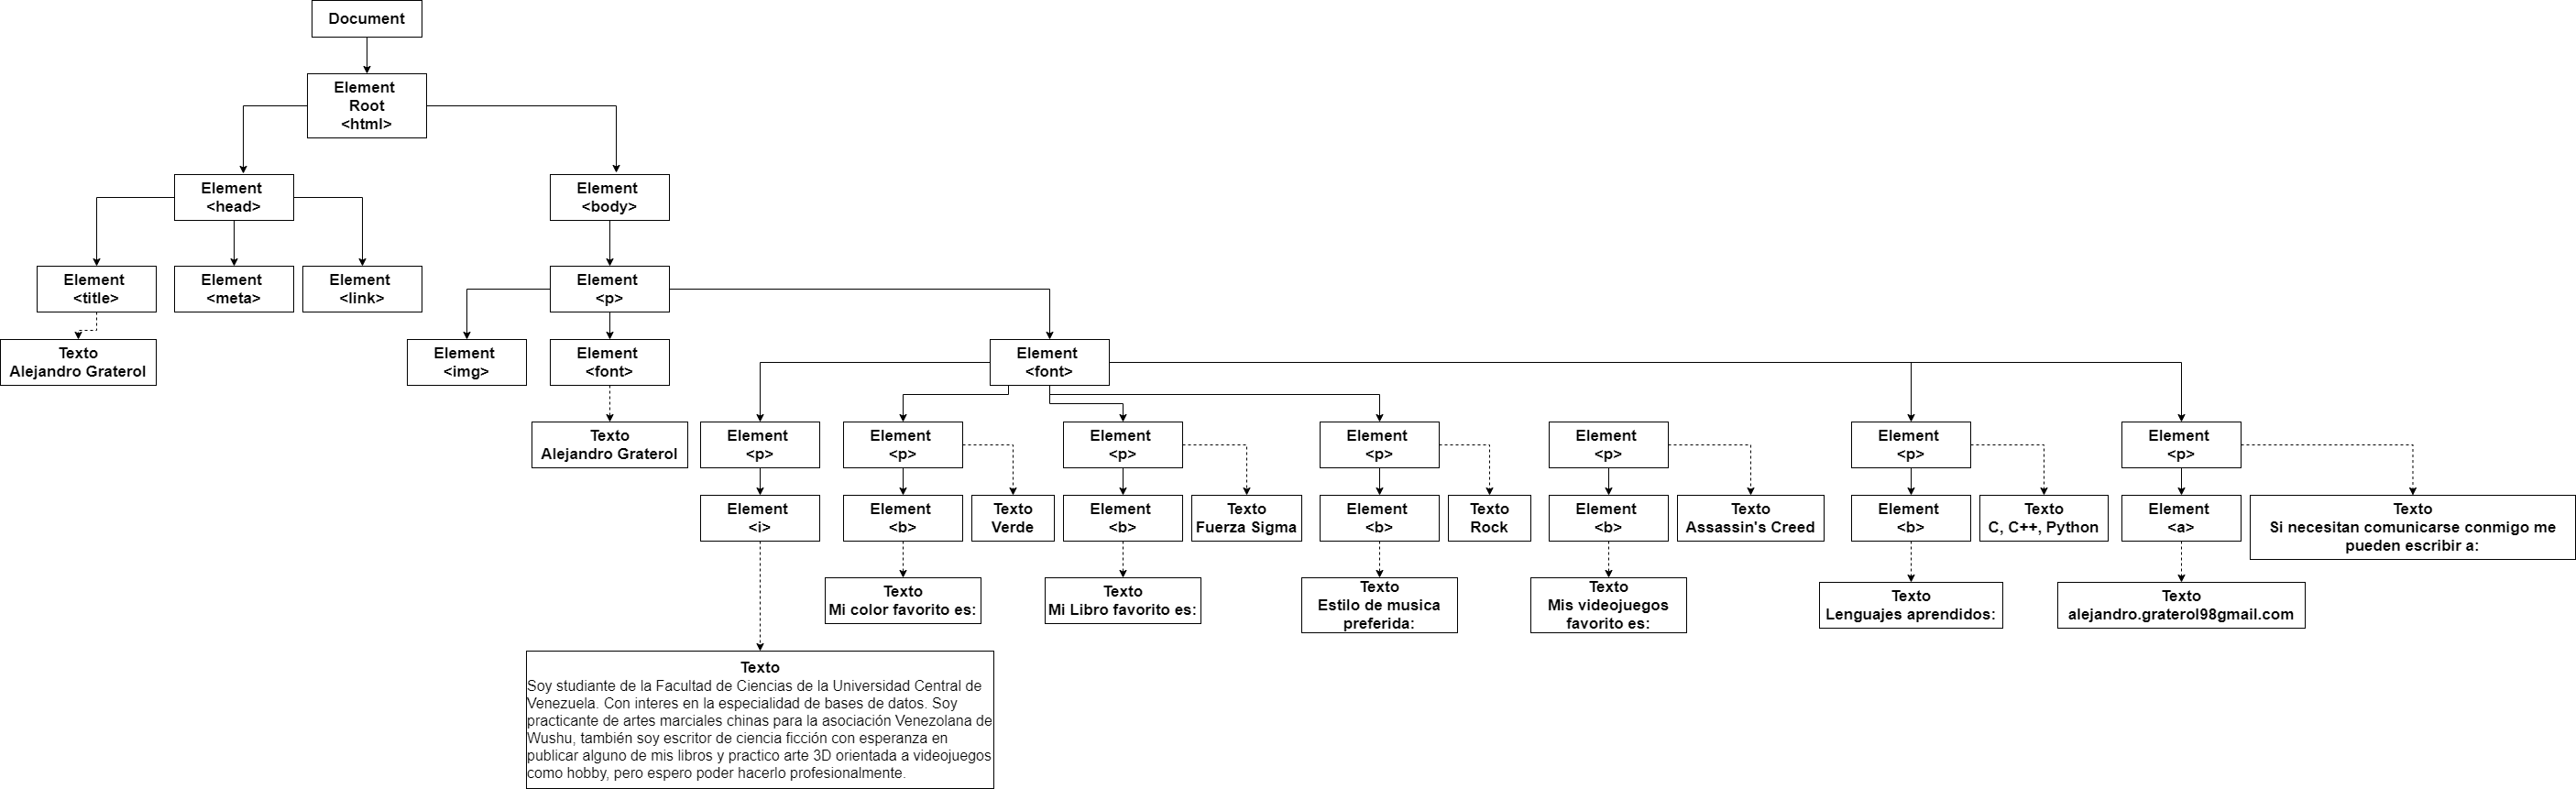 Document
Element
Root
<html>
Element
<head>
Element
<body>
Element
<title>
Element
<meta>
Element
<link>
Element
<p>
Texto
Alejandro Graterol
Element
<img>
Element
<font>
Element
<font>
Texto
Alejandro Graterol
Element
<p>
Element
<p>
Element
<p>
Element
<p>
Element
<p>
Element
<p>
Element
<p>
Element
<i>
Element
<b>
Texto
Verde
Element
<b>
Texto
Fuerza Sigma
Element
<b>
Texto
Rock
Element
<b>
Texto
Assassin's Creed
Element
<b>
Texto
C, C++, Python
Element
<a>
Texto
Si necesitan comunicarse conmigo me
pueden escribir a:
Texto
Mi color favorito es:
Texto
Mi Libro favorito es:
Texto
Estilo de musica
preferida:
Texto
Mis videojuegos
favorito es:
Texto
Lenguajes aprendidos:
Texto
alejandro.graterol98gmail.com
Texto
Soy studiante de la Facultad de Ciencias de la Universidad Central de
Venezuela. Con interes en la especialidad de bases de datos. Soy
practicante de artes marciales chinas para la asociación Venezolana de
Wushu, también soy escritor de ciencia ficción con esperanza en
publicar alguno de mis libros y practico arte 3D orientada a videojuegos
como hobby, pero espero poder hacerlo profesionalmente.